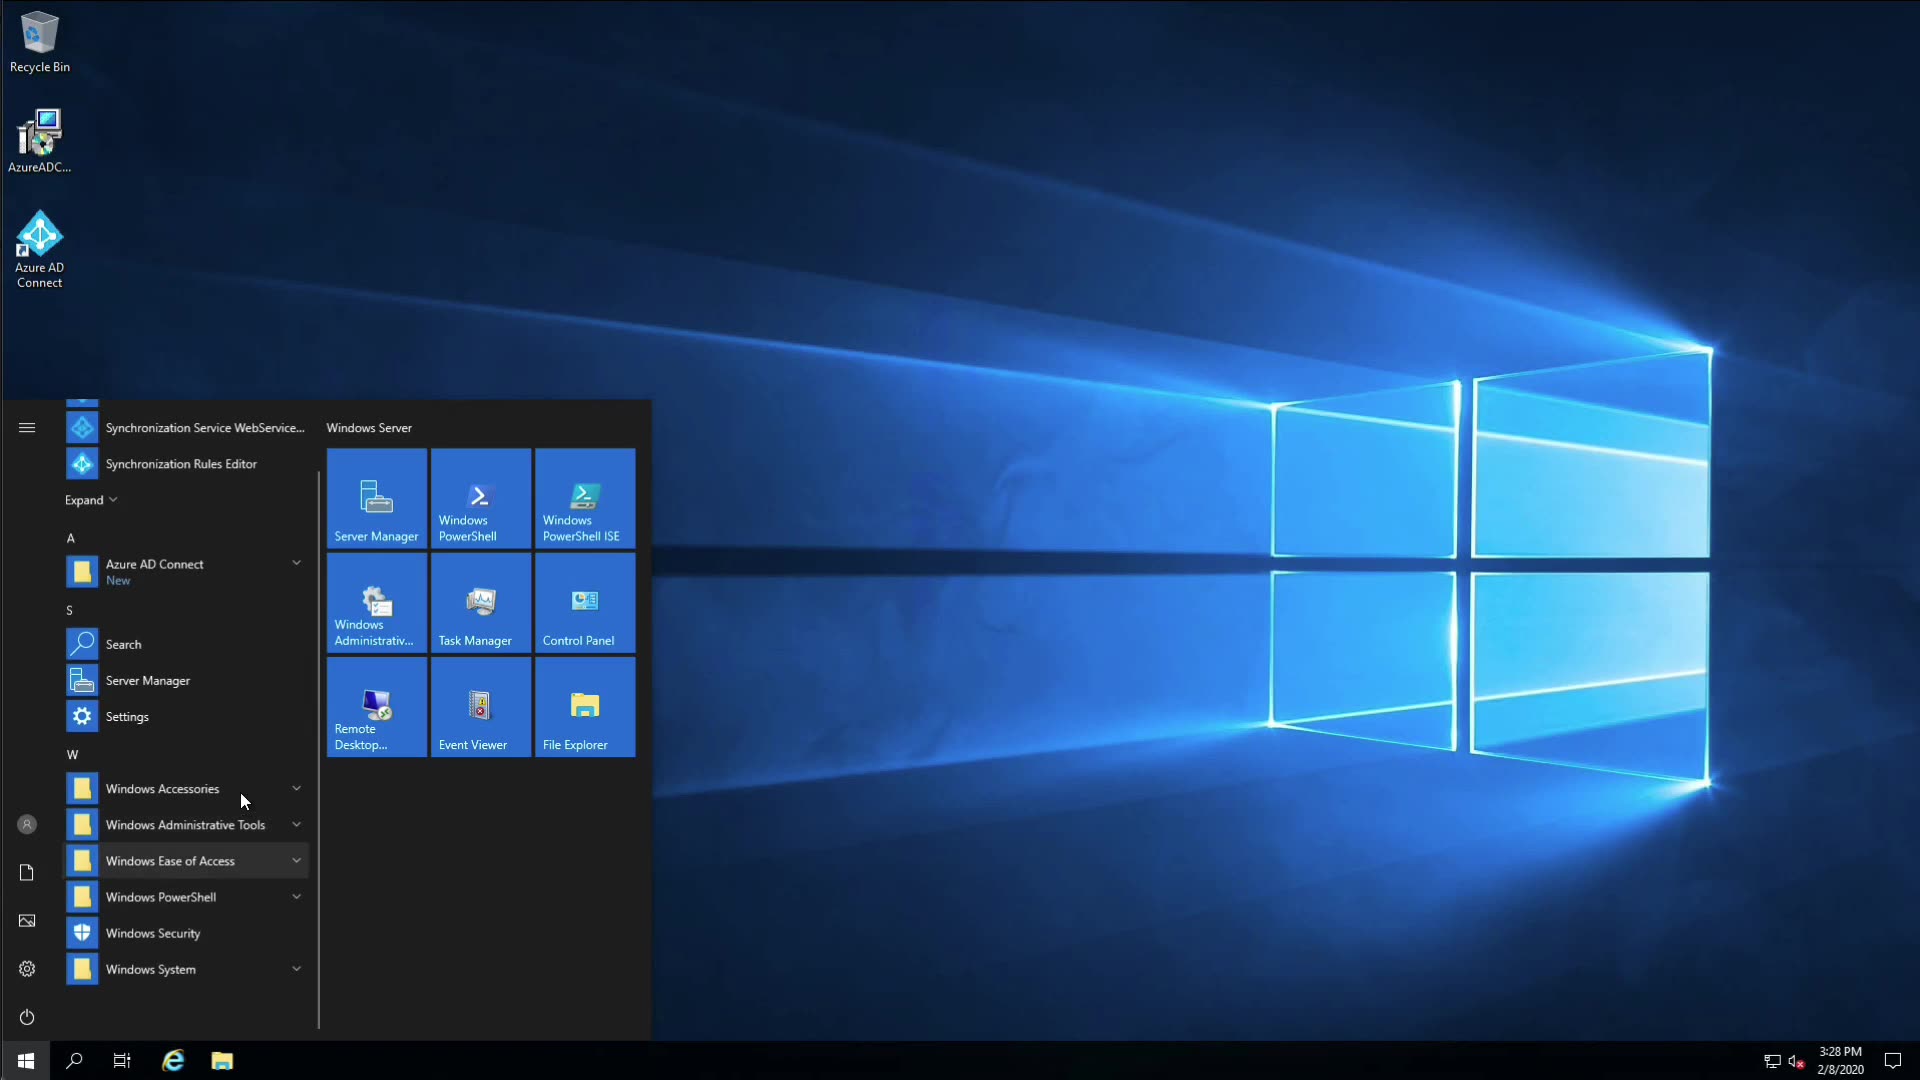 Recycle Bin
AzureADC...
Azure AD
Connect
Synchronization Service WebService...
Synchronization Rules Editor
Expand
A
Azure AD Connect
New
S
Search
Server Manager
Settings
W
Windows Accessories
Windows Administrative Tools
Windows Ease of Access
Windows PowerShell
Windows Security
Windows System
Windows Server
Server Manager
Windows
PowerShell
Windows
PowerShell ISE
Windows
Administrativ...
Task Manager
Control Panel
Remote
Desktop...
Event Viewer
File Explorer
3:28 PM
2/8/2020